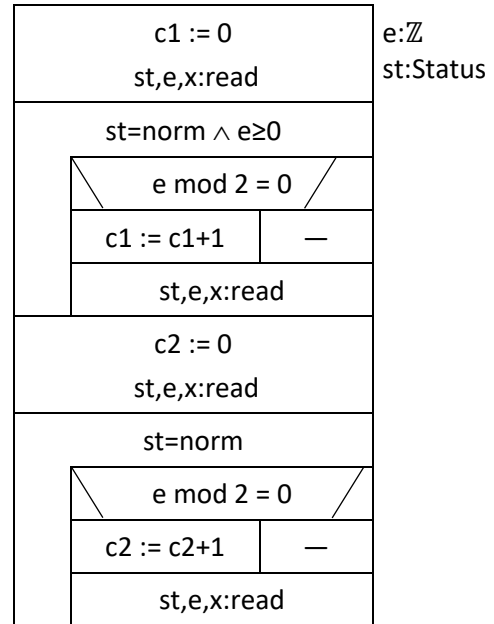 c1 := 0
e:ℤ
st,e,x:read
st:Status
st=norm ∧ e≥0
e mod 2 = 0
c1 := c1+1
—
st,e,x:read
c2 := 0
st,e,x:read
st=norm
e mod 2 = 0
c2 := c2+1
—
st,e,x:read